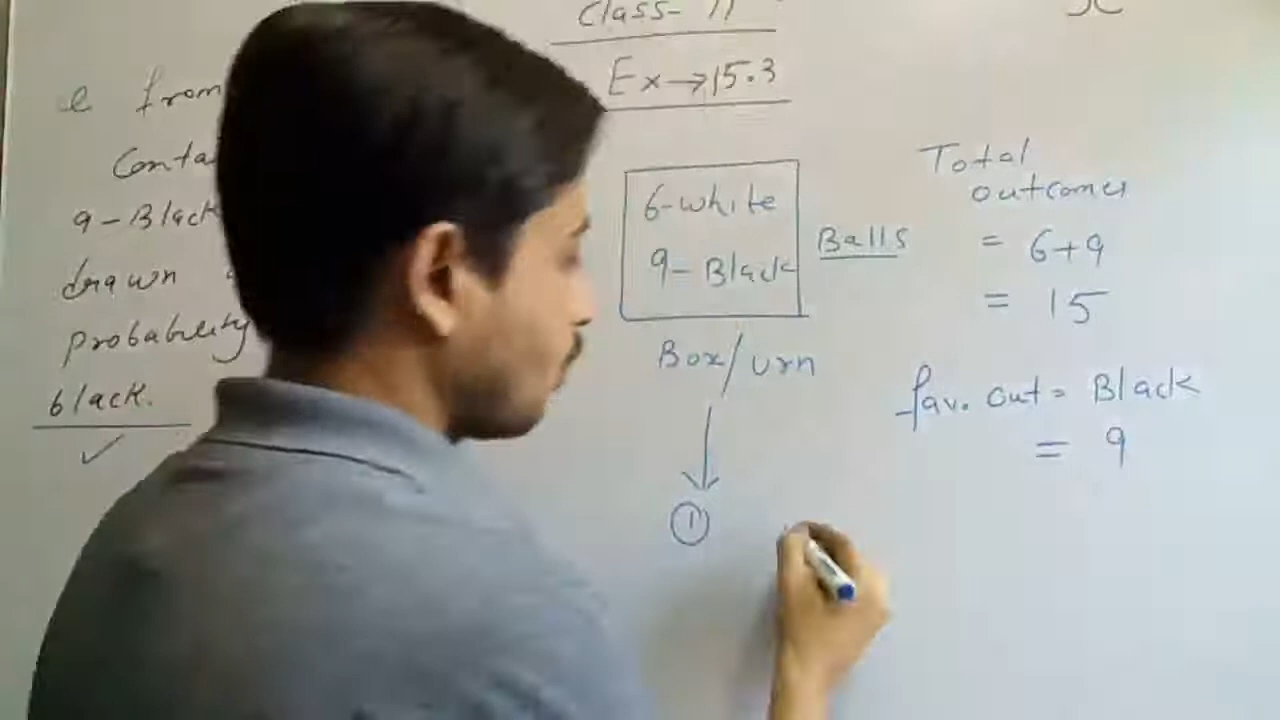 Class- 11
Ex→15.3
from
Conta
9-Black
drawn
probability
black.
6-white
9-Black
Balls
Box/urn
1
Total
outcomes
= 6+9
= 15
fav. out = Black
= 9